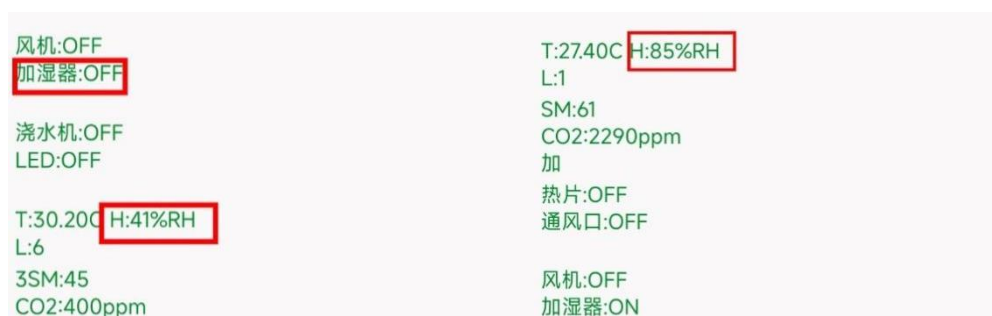 风机:OFF
加湿器:OFF
浇水机:OFF
LED:OFF
T:30.20C H:41%RH
L:6
3SM:45
CO2:400ppm
T:27.40C H:85%RH
L:1
SM:61
CO2:2290ppm
加
热片:OFF
通风口:OFF
风机:OFF
加湿器:ON